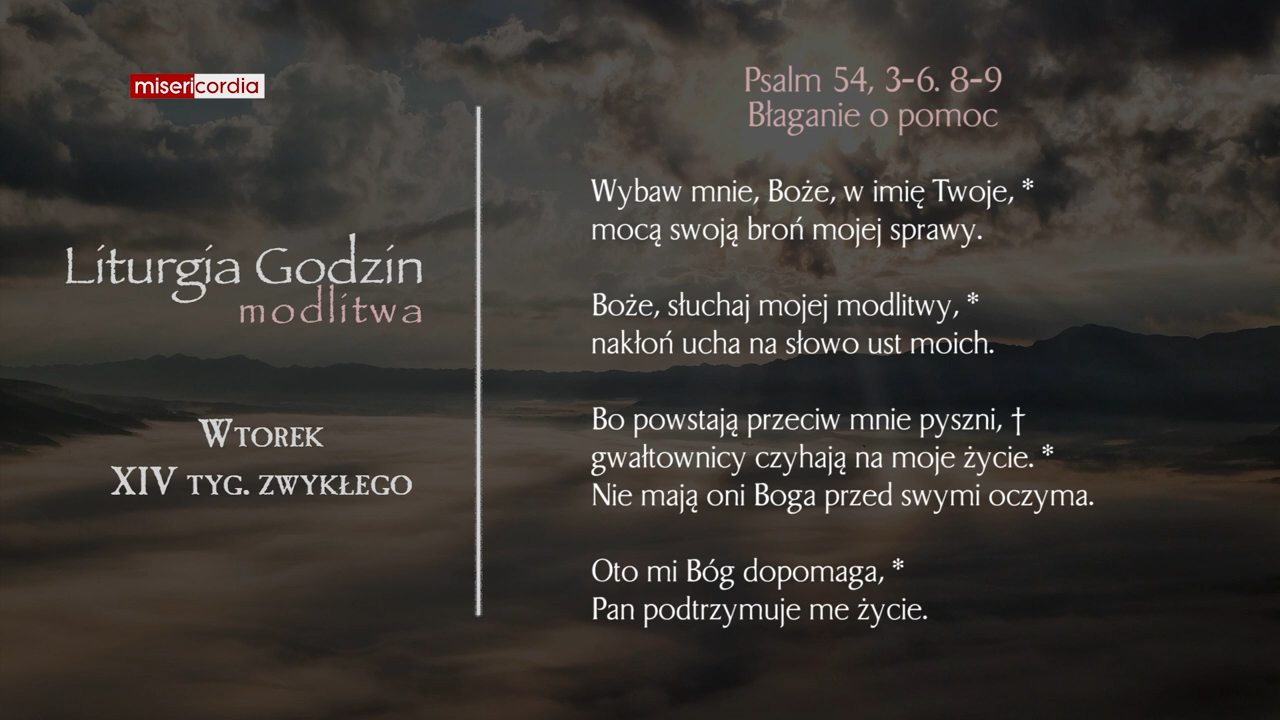 misericordia
Liturgia Godzin
modlitwa
Wtorek
XIV tyg. zwykłego
Psalm 54, 3-6. 8-9
Błaganie o pomoc
Wybaw mnie, Boże, w imię Twoje, *
mocą swoją broń mojej sprawy.
Boże, słuchaj mojej modlitwy, *
nakłoń ucha na słowo ust moich.
Bo powstają przeciw mnie pyszni, †
gwałtownicy czyhają na moje życie. *
Nie mają oni Boga przed swymi oczyma.
Oto mi Bóg dopomaga, *
Pan podtrzymuje me życie.